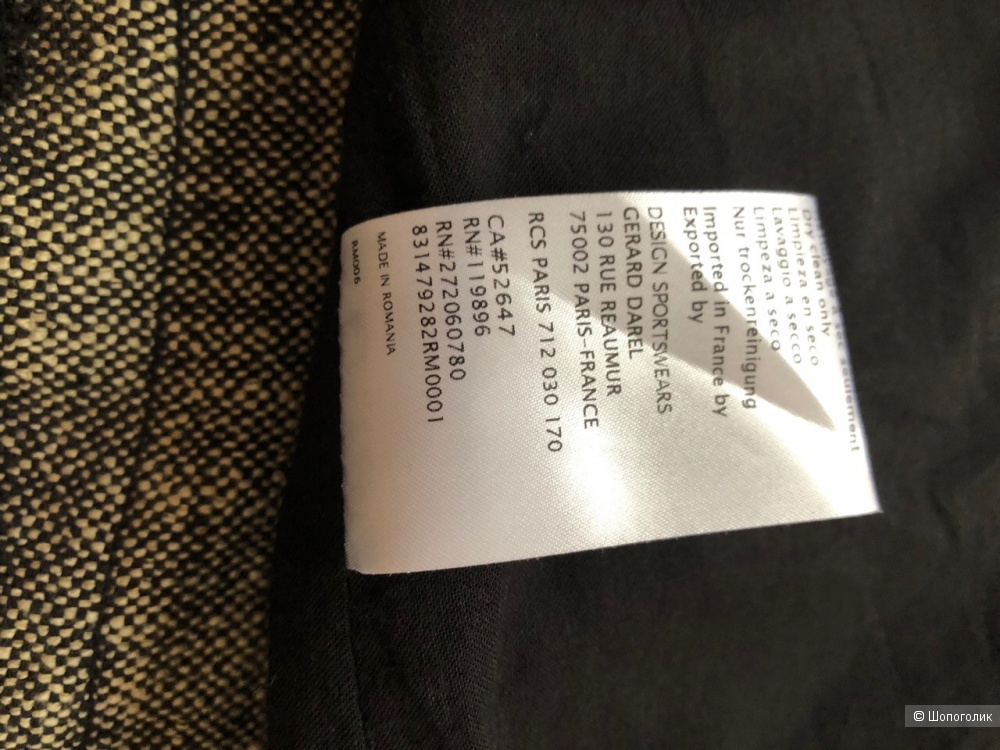 seulement
Dry clean only
Limpieza en seco
Lavaggio a secco
Limpeza a seco
Nur trockenreinigung
Imported in France by
Exported by
DESIGN SPORTSWEARS
GERARD DAREL
130 RUE REAUMUR
75002 PARIS-FRANCE
RCS PARIS 712 030 170
CA#52647
RN#119896
RN#272060780
831479282RM0001
MADE IN ROMANIA
RM006
© Шопоголик